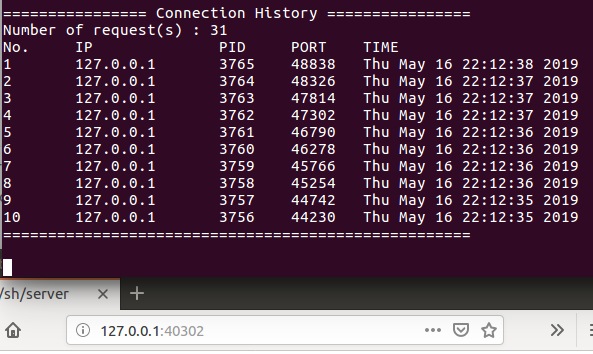 ================ Connection History ================
Number of request(s) : 31
No. IP PID PORT TIME
1 127.0.0.1 3765 48838 Thu May 16 22:12:38 2019
2 127.0.0.1 3764 48326 Thu May 16 22:12:37 2019
3 127.0.0.1 3763 47814 Thu May 16 22:12:37 2019
4 127.0.0.1 3762 47302 Thu May 16 22:12:37 2019
5 127.0.0.1 3761 46790 Thu May 16 22:12:36 2019
6 127.0.0.1 3760 46278 Thu May 16 22:12:36 2019
7 127.0.0.1 3759 45766 Thu May 16 22:12:36 2019
8 127.0.0.1 3758 45254 Thu May 16 22:12:36 2019
9 127.0.0.1 3757 44742 Thu May 16 22:12:35 2019
10 127.0.0.1 3756 44230 Thu May 16 22:12:35 2019
====================================================
/sh/server
127.0.0.1:40302